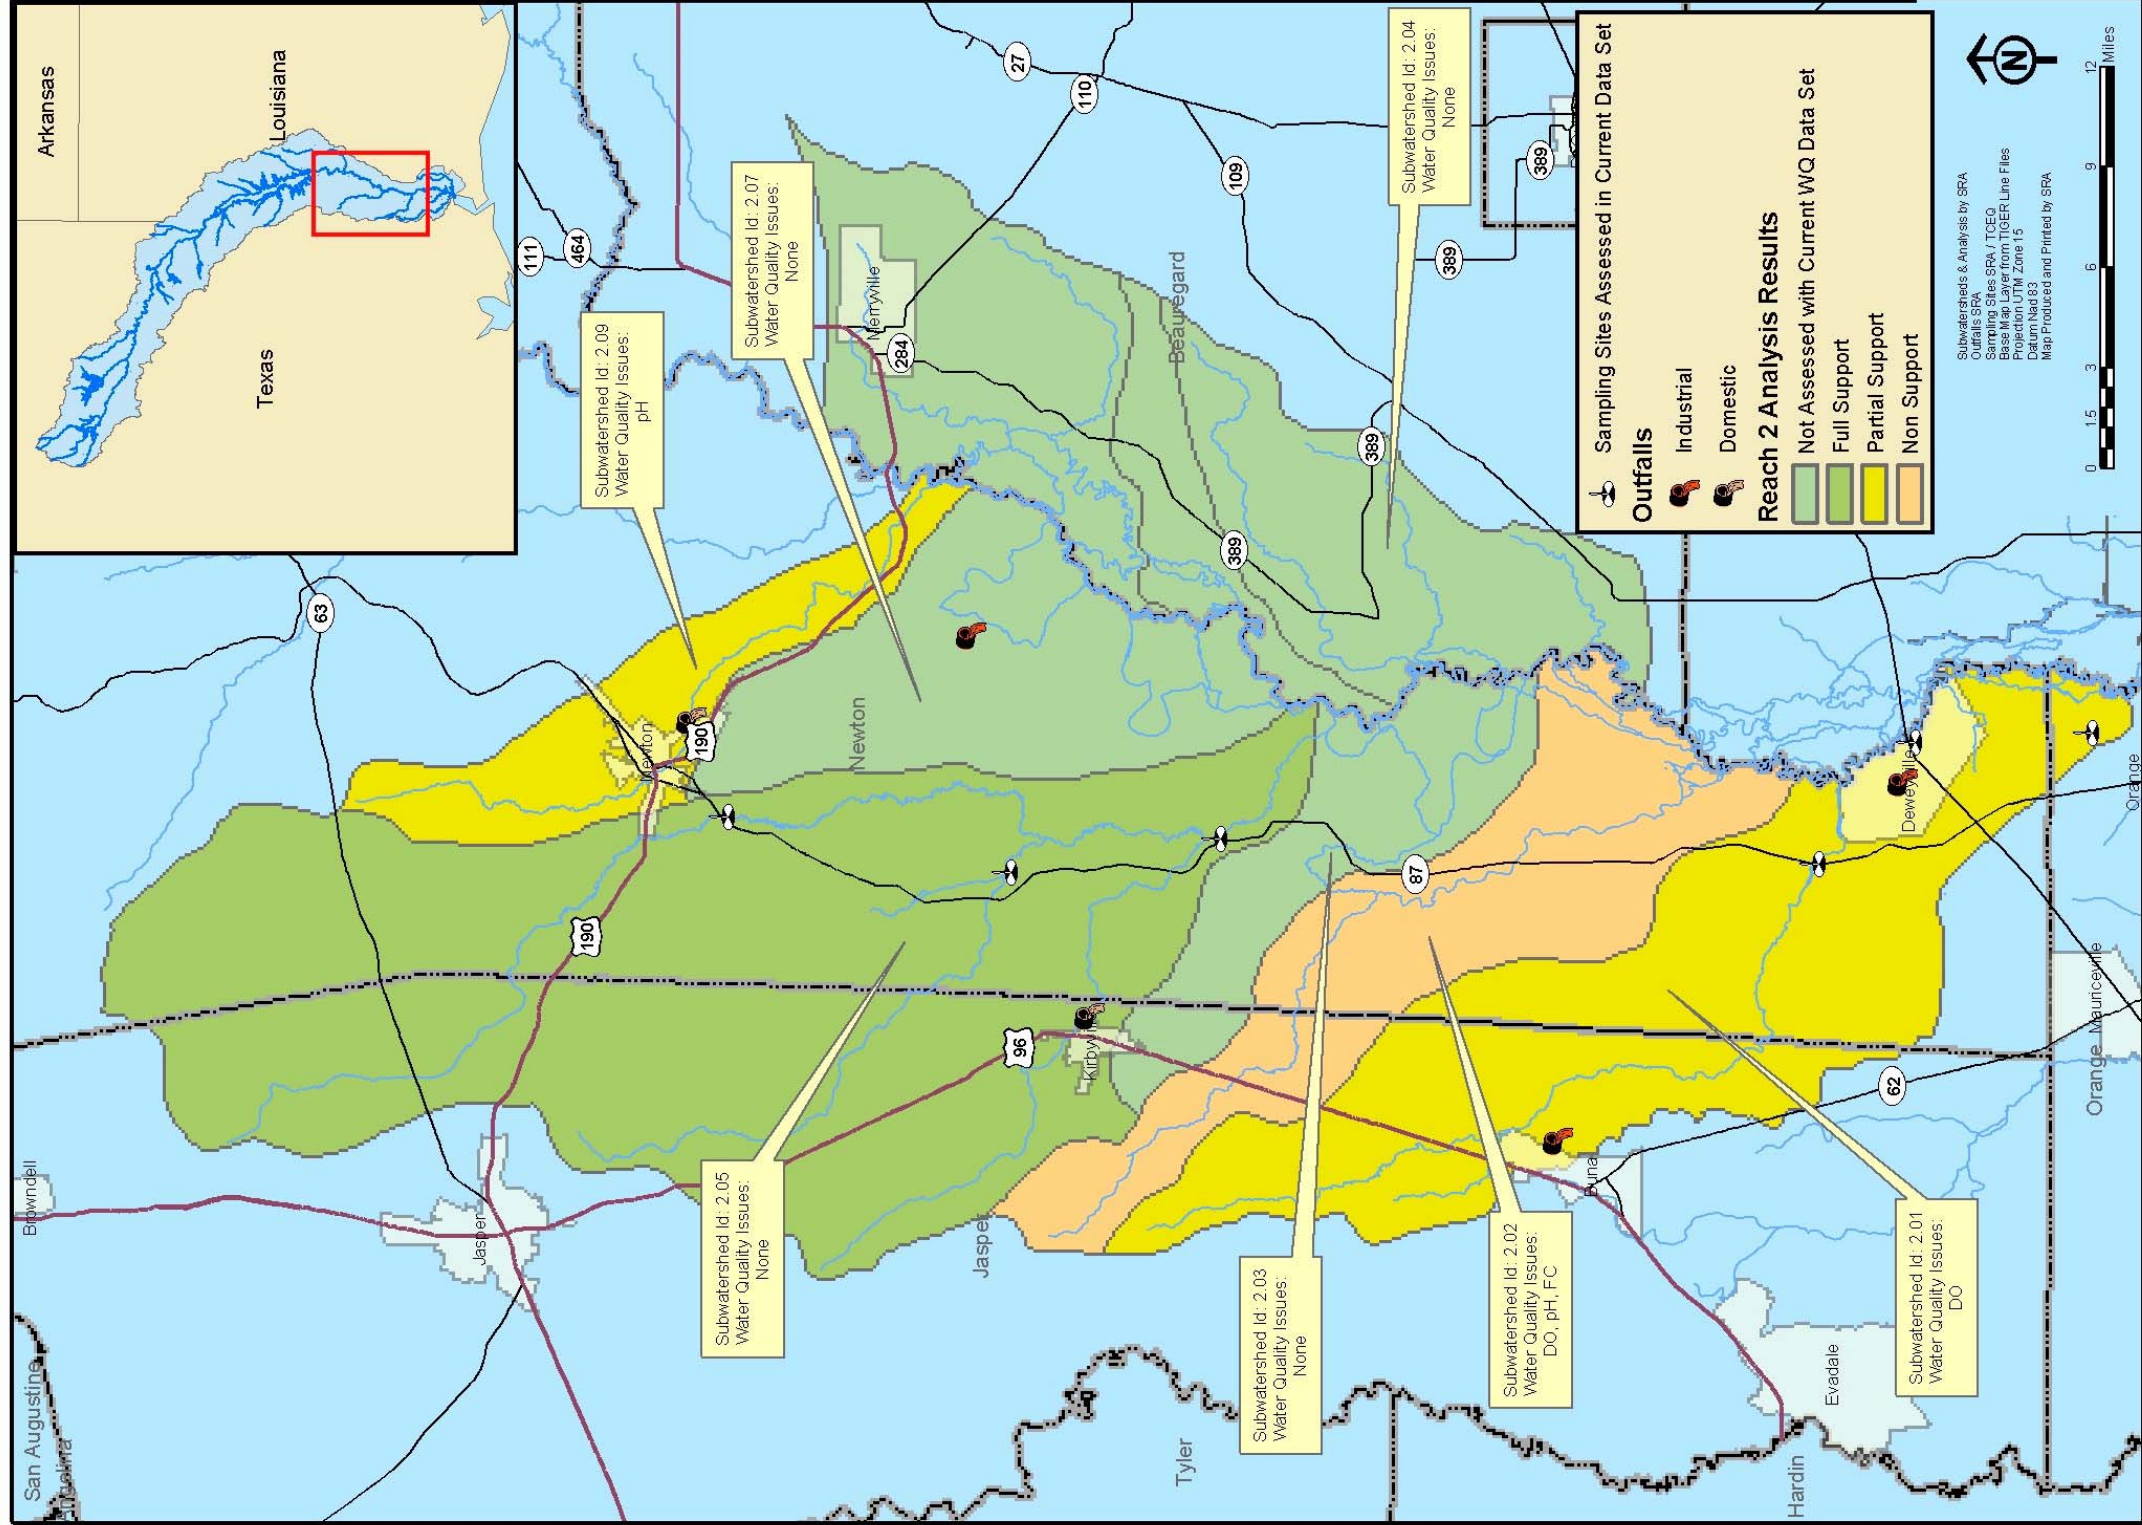 Arkansas
Louisiana
Texas
San Augustine
Angelina
Browndell
63
111
464
27
110
109
389
389
389
389
284
190
190
96
87
62
Jasper
Newton
Newton
Merryville
Beauregard
Jasper
Tyler
Hardin
Evadale
Buna
Orange
Mauriceville
Orange
Subwatershed Id: 2.09
Water Quality Issues:
pH
Subwatershed Id: 2.07
Water Quality Issues:
None
Subwatershed Id: 2.04
Water Quality Issues:
None
Subwatershed Id: 2.05
Water Quality Issues:
None
Subwatershed Id: 2.03
Water Quality Issues:
None
Subwatershed Id: 2.02
Water Quality Issues:
DO, pH, FC
Subwatershed Id: 2.01
Water Quality Issues:
DO
Sampling Sites Assessed in Current Data Set
Outfalls
Industrial
Domestic
Reach 2 Analysis Results
Not Assessed with Current WQ Data Set
Full Support
Partial Support
Non Support
Subwatersheds & Analysis by SRA
Outfalls SRA
Sampling Sites SRA / TCEQ
Base Map Layer from TIGER Line Files
Projection UTM Zone 15
Datum Nad 83
Map Produced and Printed by SRA
N
0 1.5 3 6 9 12
Miles